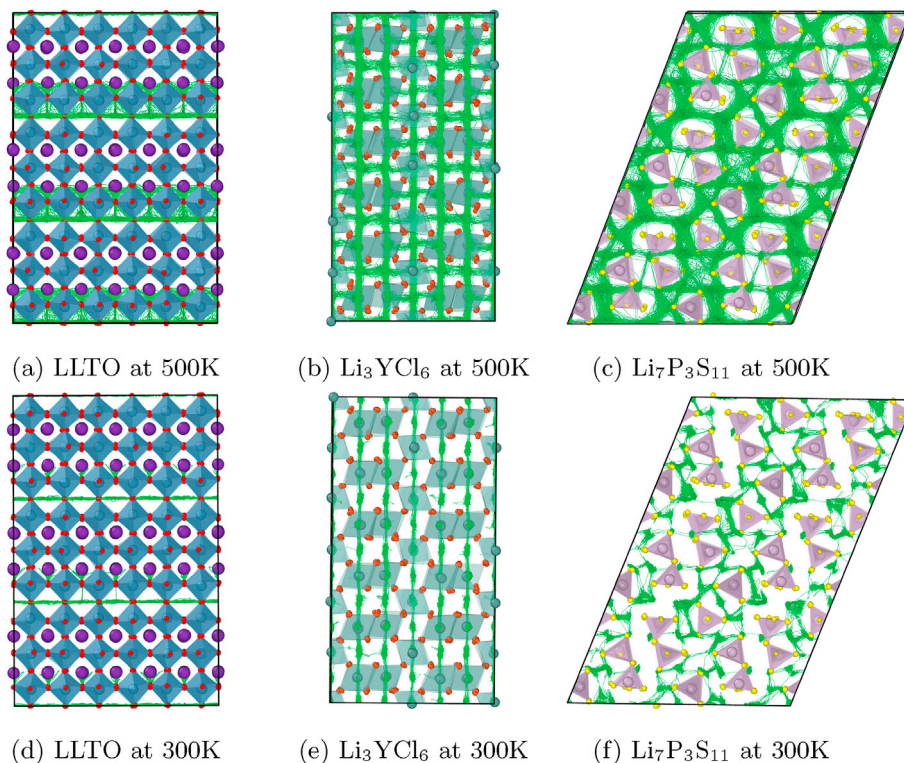 (a) LLTO at 500K
(b) Li₃YCl₆ at 500K
(c) Li₇P₃S₁₁ at 500K
(d) LLTO at 300K
(e) Li₃YCl₆ at 300K
(f) Li₇P₃S₁₁ at 300K